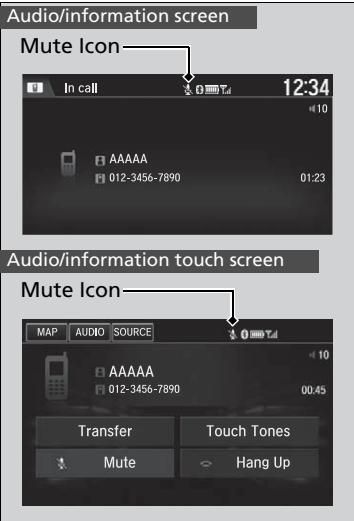 Audio/information screen
Mute Icon
In call 12:34
10
AAAAA
012-3456-7890 01:23
Audio/information touch screen
Mute Icon
MAP AUDIO SOURCE
10
AAAAA
012-3456-7890 00:45
Transfer Touch Tones
Mute Hang Up